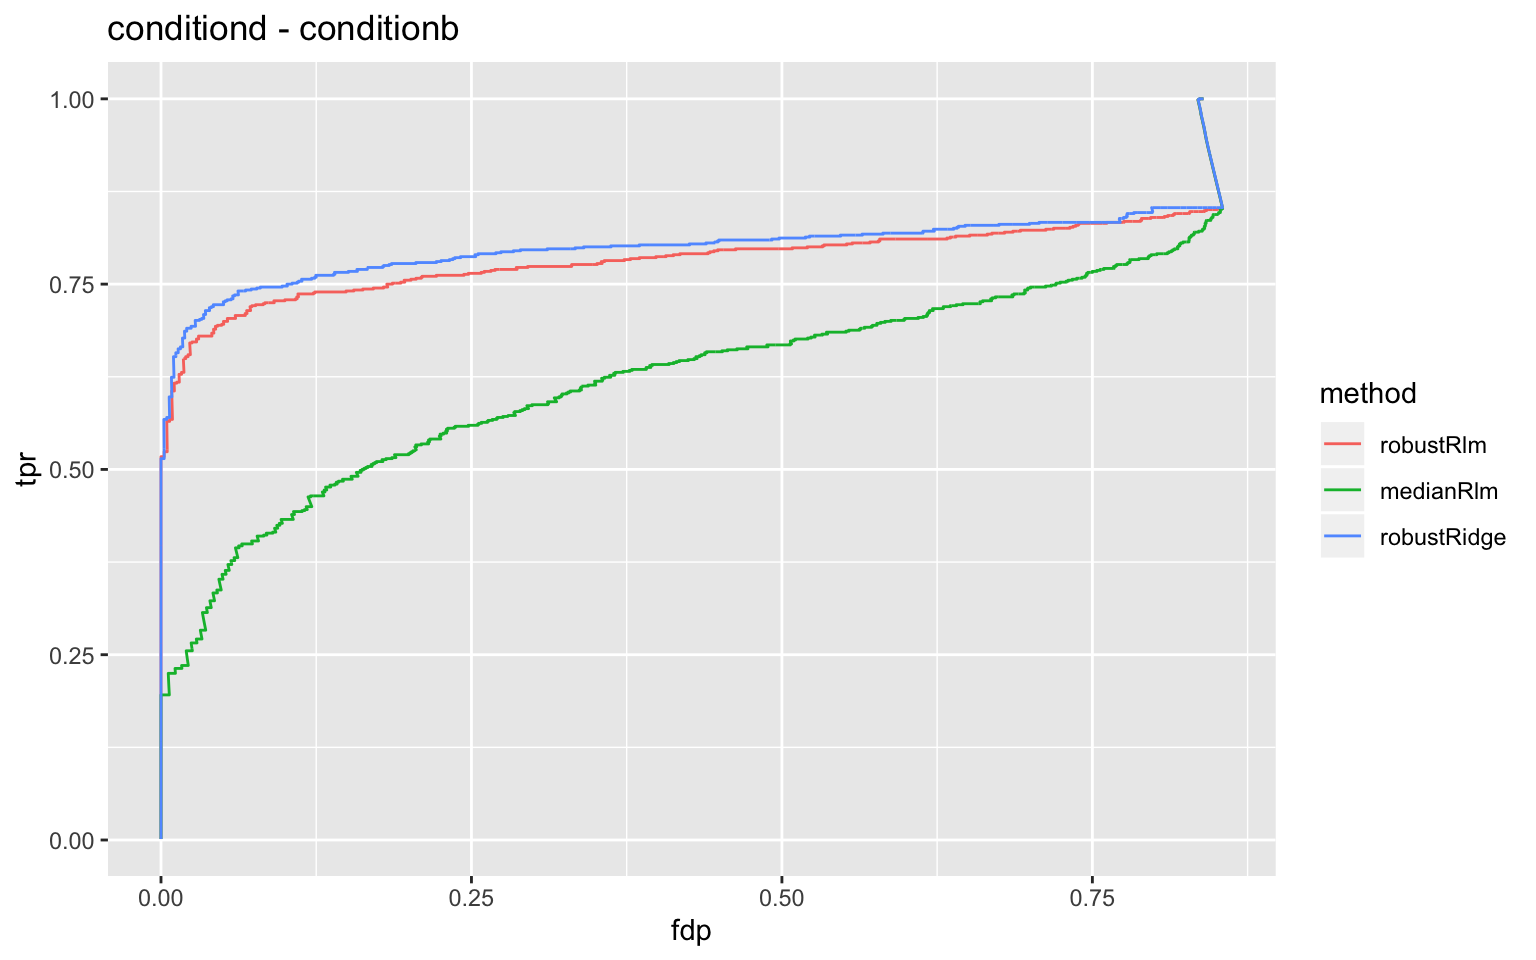 conditiond - conditionb
tpr
1.00
0.75
0.50
0.25
0.00
0.00 0.25 0.50 0.75
fdp
method
robustRlm
medianRlm
robustRidge